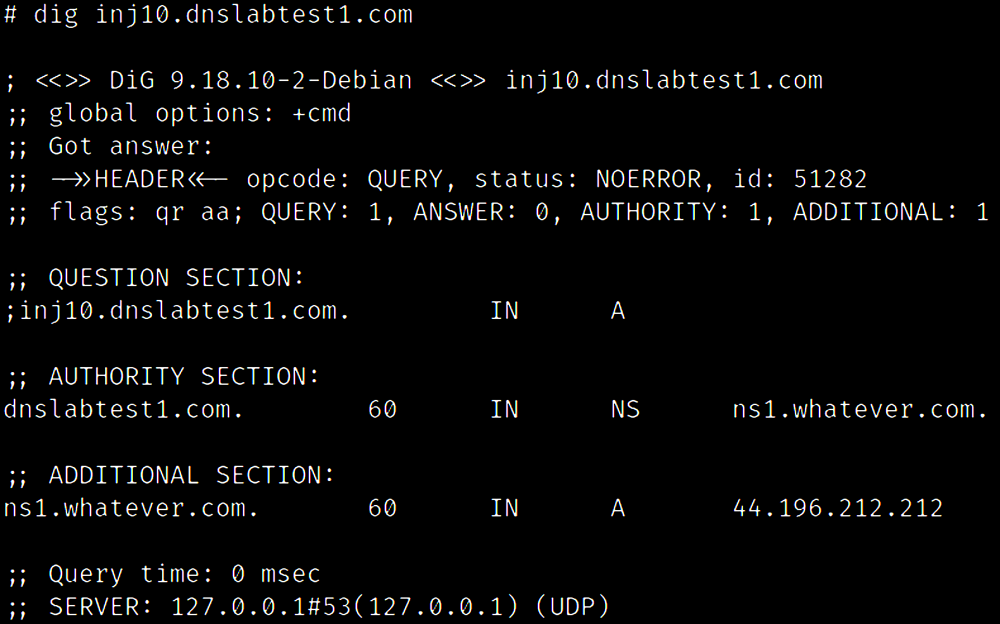 # dig inj10.dnslabtest1.com
; <<>> DiG 9.18.10-2-Debian <<>> inj10.dnslabtest1.com
;; global options: +cmd
;; Got answer:
;; ->>HEADER<<- opcode: QUERY, status: NOERROR, id: 51282
;; flags: qr aa; QUERY: 1, ANSWER: 0, AUTHORITY: 1, ADDITIONAL: 1
;; QUESTION SECTION:
;inj10.dnslabtest1.com. IN A
;; AUTHORITY SECTION:
dnslabtest1.com. 60 IN NS ns1.whatever.com.
;; ADDITIONAL SECTION:
ns1.whatever.com. 60 IN A 44.196.212.212
;; Query time: 0 msec
;; SERVER: 127.0.0.1#53(127.0.0.1) (UDP)